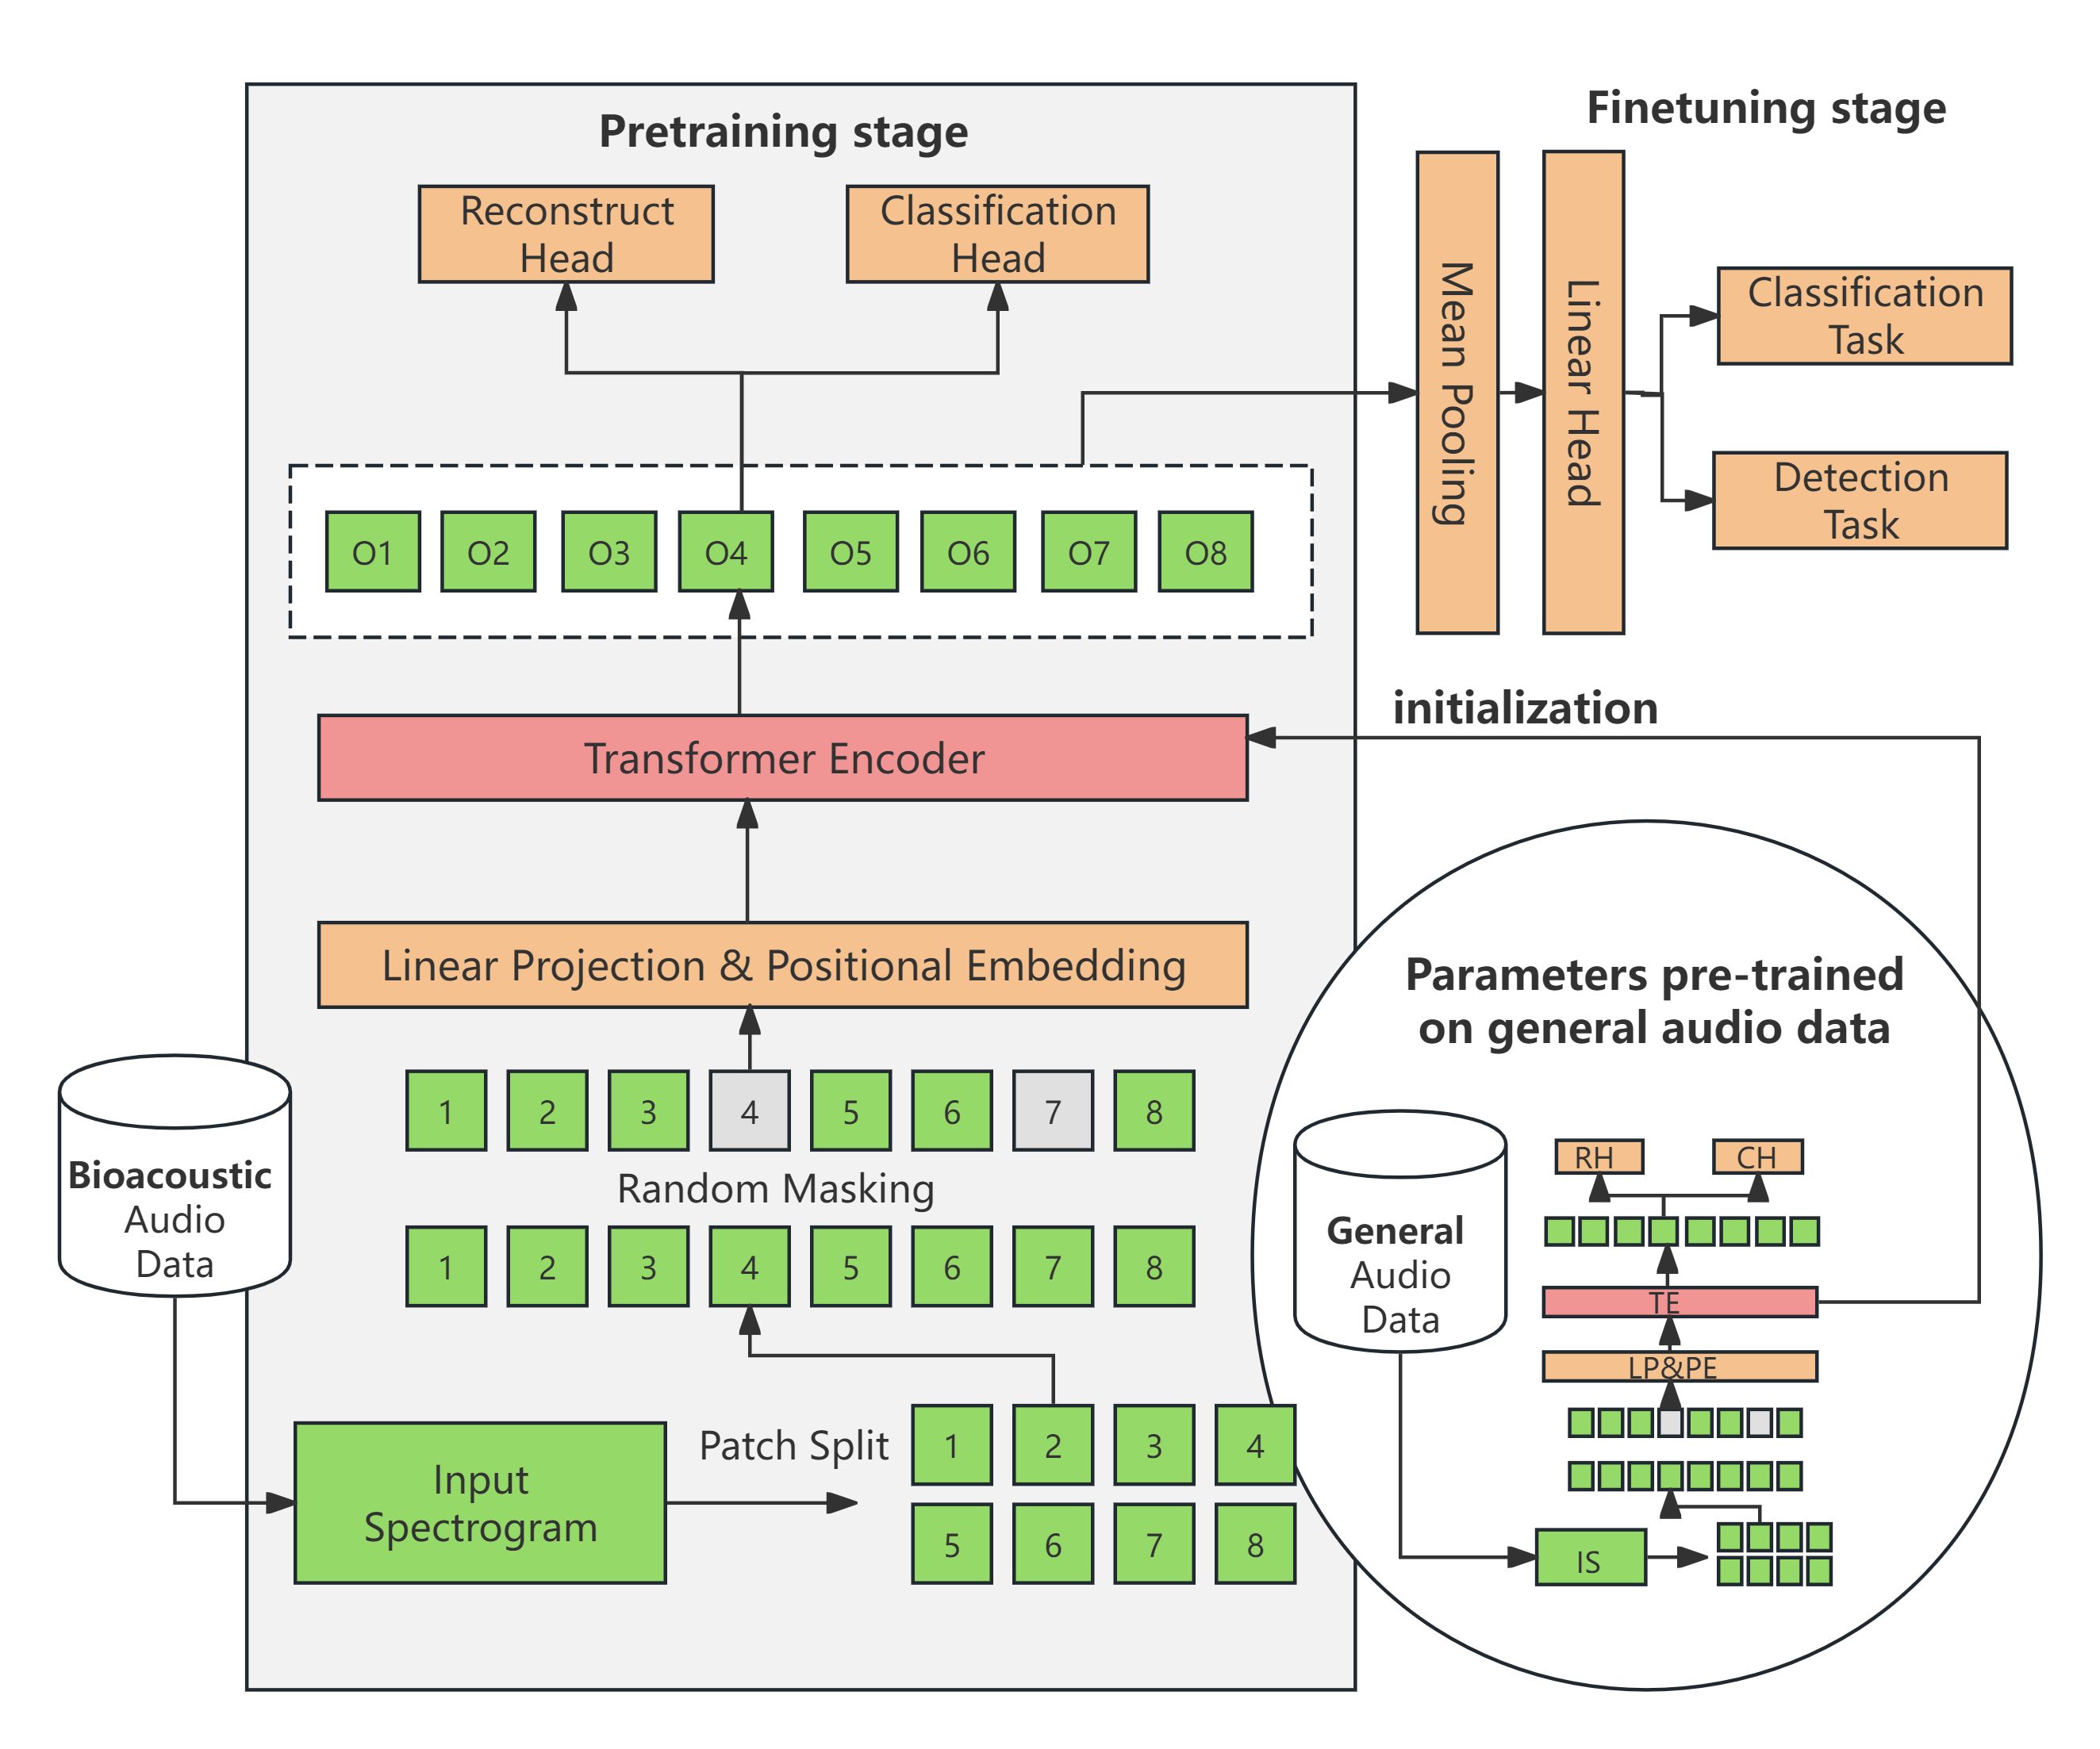 Pretraining stage
Reconstruct
Head
Classification
Head
O1 O2 O3 O4 O5 O6 O7 O8
Transformer Encoder
Linear Projection & Positional Embedding
1 2 3 4 5 6 7 8
Random Masking
1 2 3 4 5 6 7 8
Bioacoustic
Audio
Data
Input
Spectrogram
Patch Split
1 2 3 4
5 6 7 8
Finetuning stage
Mean Pooling
Linear Head
Classification
Task
Detection
Task
initialization
Parameters pre-trained
on general audio data
General
Audio
Data
RH
CH
TE
LP&PE
IS